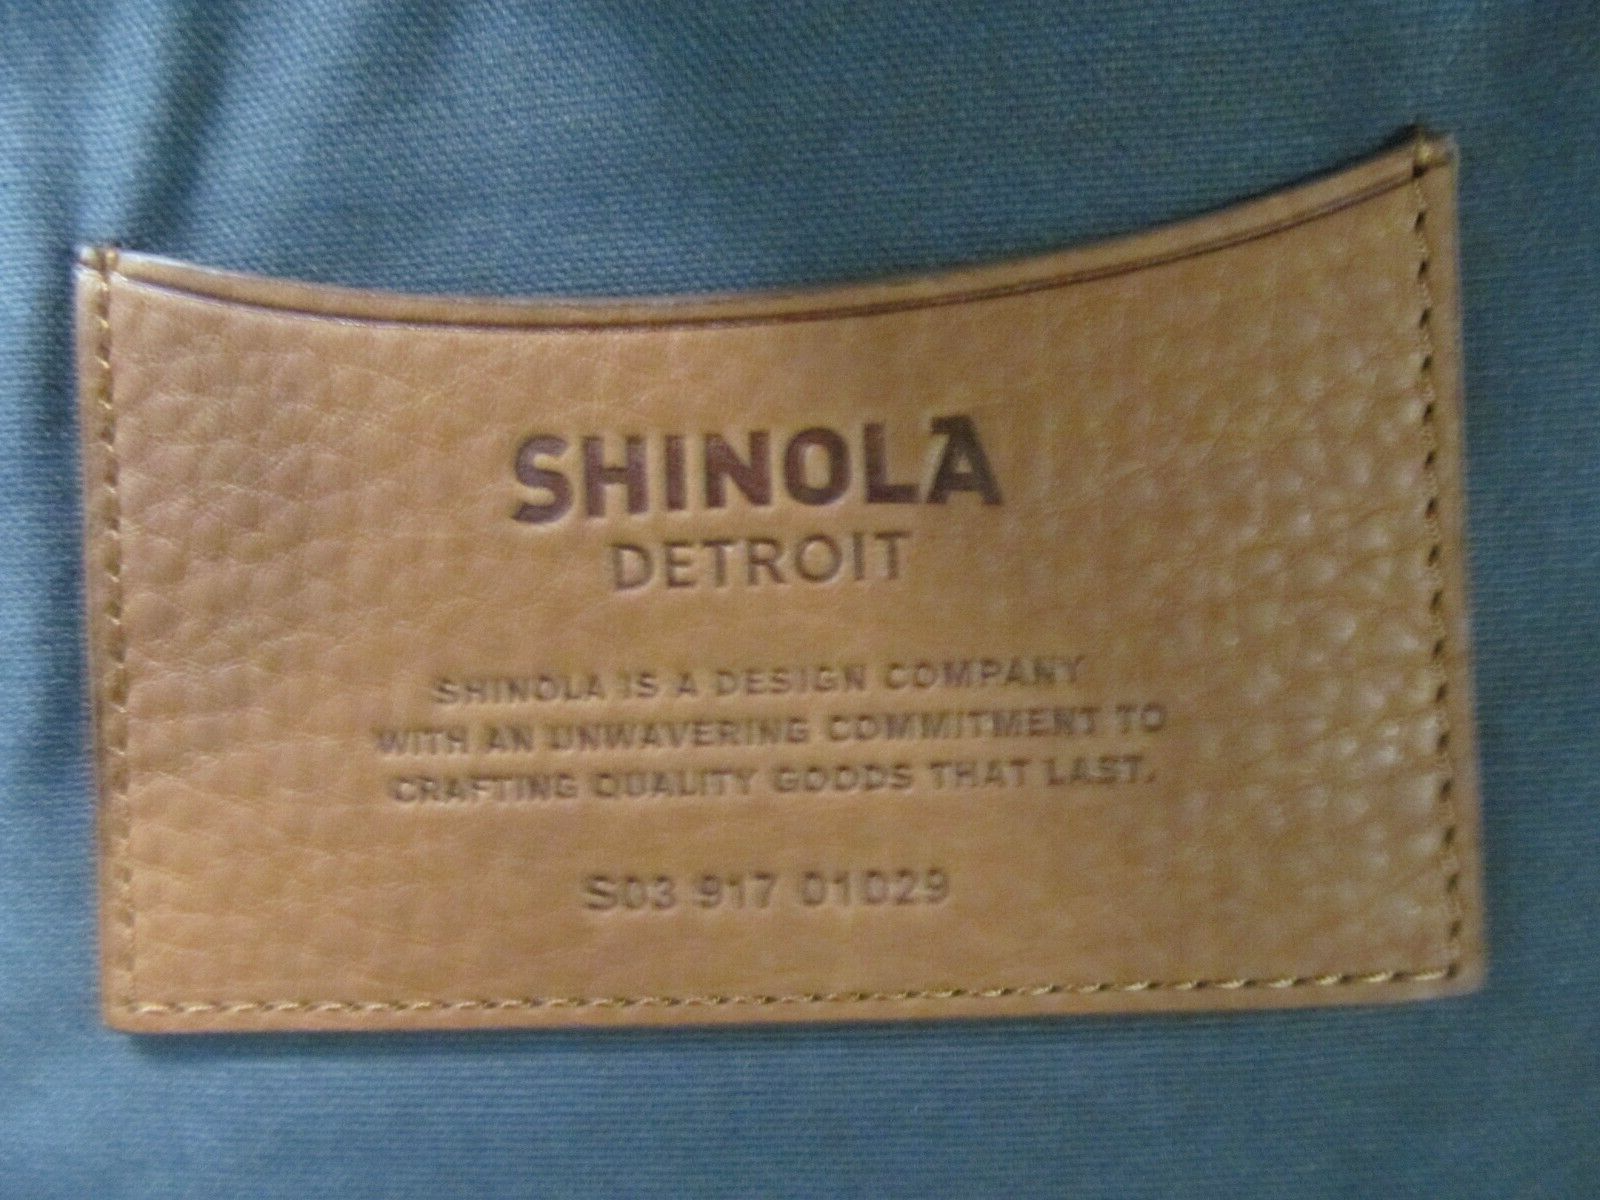 SHINOLA
DETROIT
SHINOLA IS A DESIGN COMPANY
WITH AN UNWAVERING COMMITMENT TO
CRAFTING QUALITY GOODS THAT LAST.
S03 917 01029